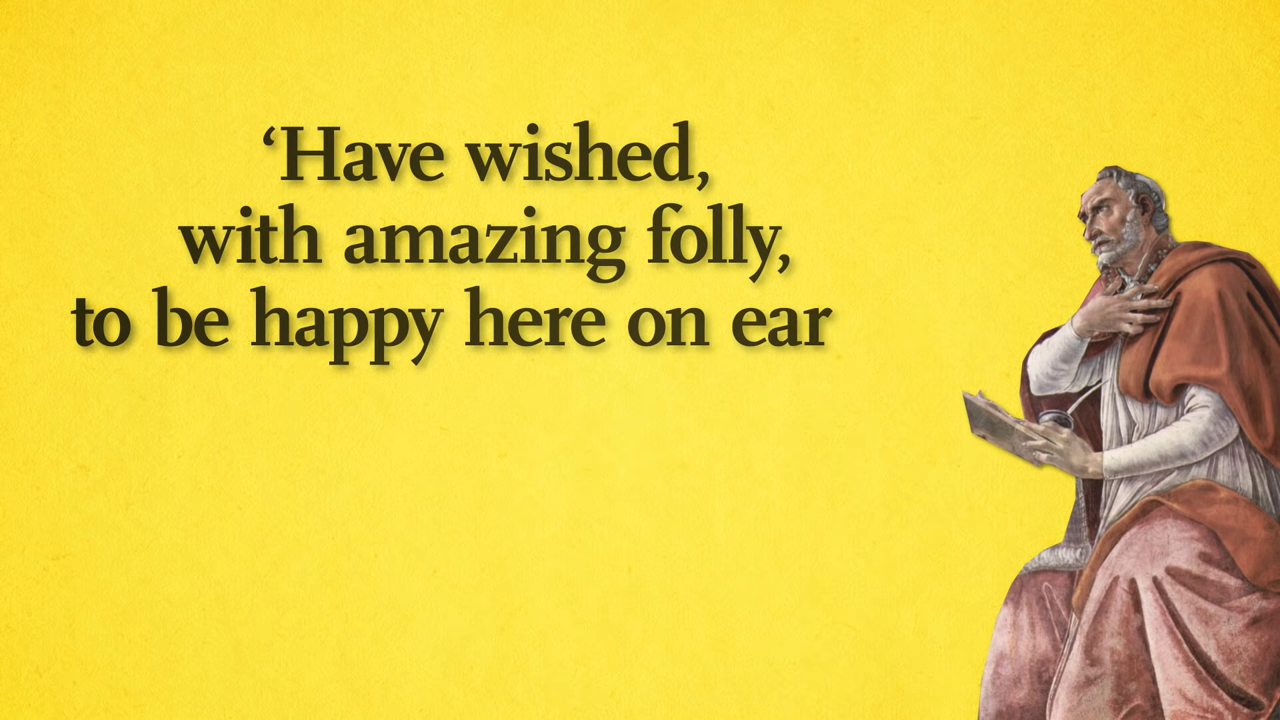 ‘Have wished,
with amazing folly,
to be happy here on ear